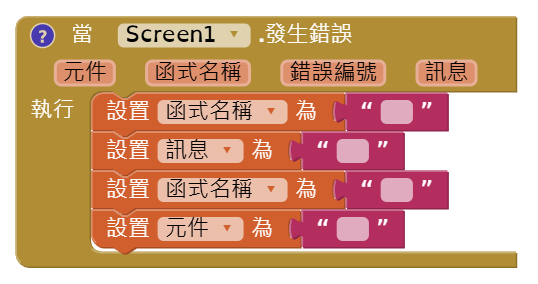 ? 當 Screen1 .發生錯誤
元件 函式名稱 錯誤編號 訊息
執行 設置 函式名稱 為 “ ”
設置 訊息 為 “ ”
設置 函式名稱 為 “ ”
設置 元件 為 “ ”